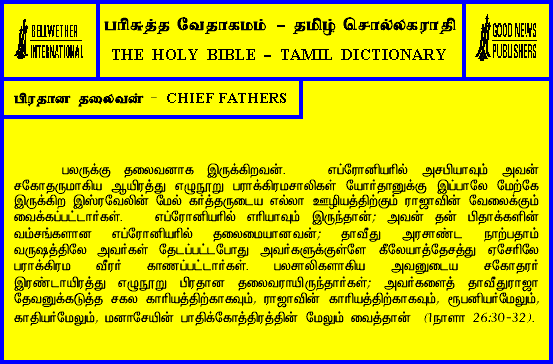 BELLWETHER
INTERNATIONAL
பரிசுத்த வேதாகமம் - தமிழ் சொல்லகராதி
THE HOLY BIBLE - TAMIL DICTIONARY
GOOD NEWS
PUBLISHERS
பிரதான தலைவன் - CHIEF FATHERS
பலருக்கு தலைவனாக இருக்கிறவன். எப்ரோனியரில் அசபியாவும் அவன்
சகோதரருமாகிய ஆயிரத்து எழுநூறு பராக்கிரமசாலிகள் யோர்தானுக்கு இப்பாலே மேற்கே
இருக்கிற இஸ்ரவேலின் மேல் கர்த்தருடைய எல்லா ஊழியத்திற்கும் ராஜாவின் வேலைக்கும்
வைக்கப்பட்டார்கள். எப்ரோனியரில் எரியாவும் இருந்தான்; அவன் தன் பிதாக்களின்
வம்சங்களான எப்ரோனியரில் தலைமையானவன்; தாவீது அரசாண்ட நாற்பதாம்
வருஷத்திலே அவர்கள் தேடப்பட்டபோது அவர்களுக்குள்ளே கீலேயாத்தேசத்து ஏசேரிலே
பராக்கிரம வீரர் காணப்பட்டார்கள். பலசாலிகளாகிய அவனுடைய சகோதரர்
இரண்டாயிரத்து எழுநூறு பிரதான தலைவராயிருந்தார்கள்; அவர்களைத் தாவீதுராஜா
தேவனுக்கடுத்த சகல காரியத்திற்காகவும், ராஜாவின் காரியத்திற்காகவும், ரூபனியர்மேலும்,
காதியர்மேலும், மனாசேயின் பாதிக்கோத்திரத்தின் மேலும் வைத்தான் (1நாளா 26:30-32).